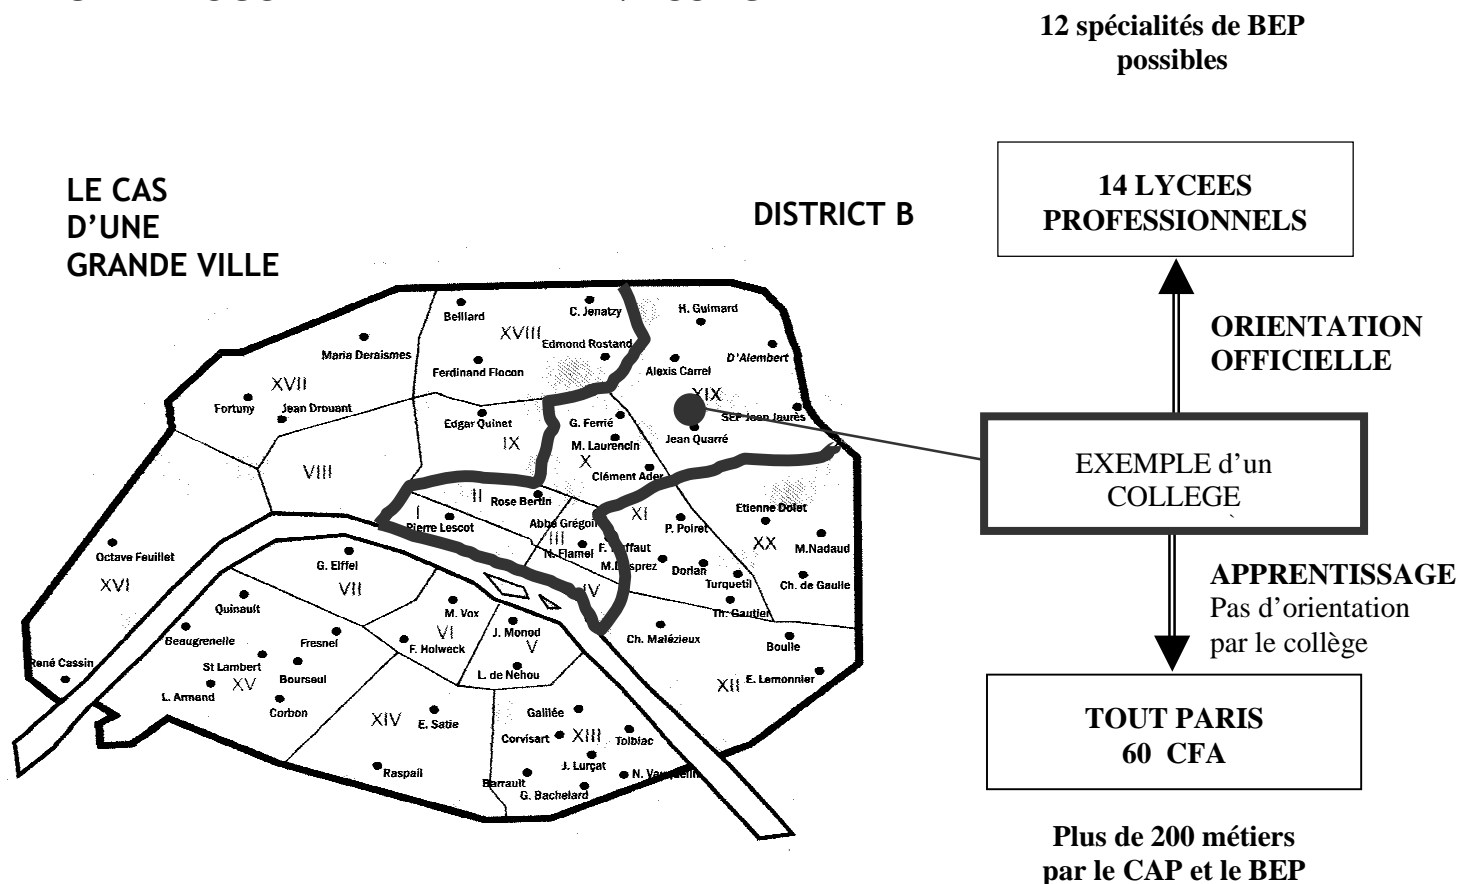 12 spécialités de BEP
possibles
LE CAS
D’UNE
GRANDE VILLE
DISTRICT B
14 LYCEES
PROFESSIONNELS
ORIENTATION
OFFICIELLE
EXEMPLE d'un
COLLEGE
APPRENTISSAGE
Pas d'orientation
par le collège
TOUT PARIS
60 CFA
Plus de 200 métiers
par le CAP et le BEP
Beillard
C. Jenatzy
H. Guimard
XVIII
Edmond Rostand
Maria Deraismes
D'Alembert
Ferdinand Flocon
Alexis Carrel
XVII
XIX
Fortuny
Jean Drouant
SEP Jean Jaurès
Edgar Quinet
G. Ferrié
IX
M. Laurencin
Jean Quarré
VIII
X
Clément Ader
II
Rose Bertin
Etienne Dolet
I
Pierre Lescot
Abbé
XI
P. Poiret
III
N. Flamel
XX
M.Nadaud
Octave Feuillet
G. Eiffel
Dorian
XVI
VII
Turquetil
Ch. de Gaulle
Quinault
IV
M. Vox
Th. Gautier
Beaugrenelle
Fresnel
VI
J. Monod
Ch. Malézieux
F. Holweck
V
Boulle
René Cassin
St Lambert
Bourseul
L. de Nehou
XV
XII
E. Lemonnier
L. Armand
Corbon
XIV
E. Satie
Galilée
Corvisart
XIII
Tolbiac
Raspail
J. Lurçat
Barrault
G. Bachelard